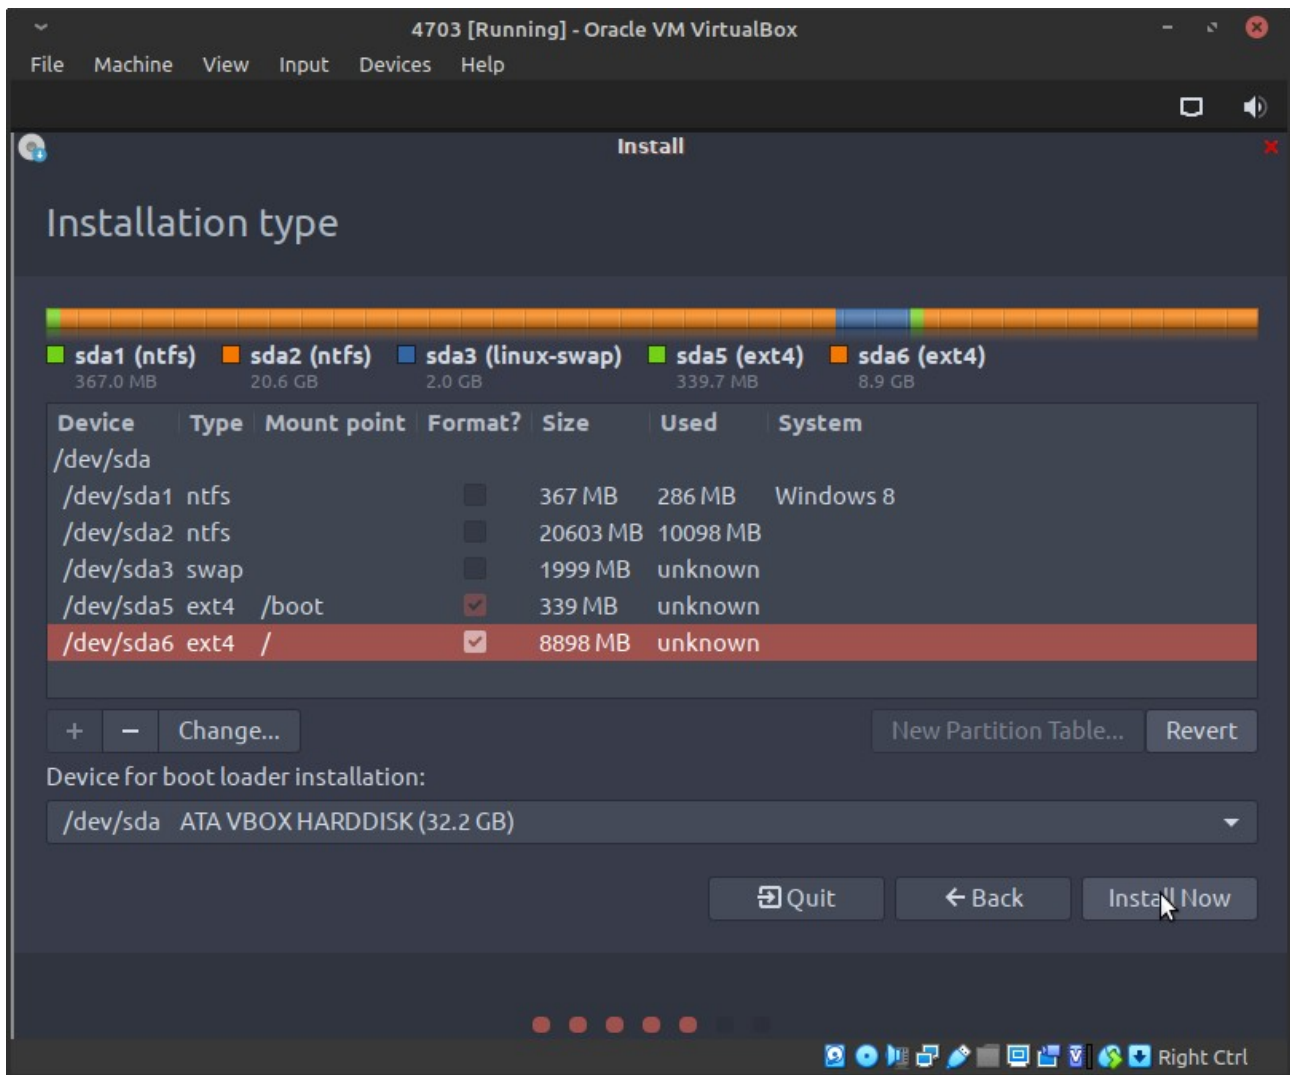 4703 [Running] - Oracle VM VirtualBox
File Machine View Input Devices Help
Install
Installation type
sda1 (ntfs) sda2 (ntfs) sda3 (linux-swap) sda5 (ext4) sda6 (ext4)
367.0 MB 20.6 GB 2.0 GB 339.7 MB 8.9 GB
Device Type Mount point Format? Size Used System
/dev/sda
/dev/sda1 ntfs 367 MB 286 MB Windows 8
/dev/sda2 ntfs 20603 MB 10098 MB
/dev/sda3 swap 1999 MB unknown
/dev/sda5 ext4 /boot 339 MB unknown
/dev/sda6 ext4 / 8898 MB unknown
+ − Change... New Partition Table... Revert
Device for boot loader installation:
/dev/sda ATA VBOX HARDDISK (32.2 GB)
Quit Back Install Now
Right Ctrl